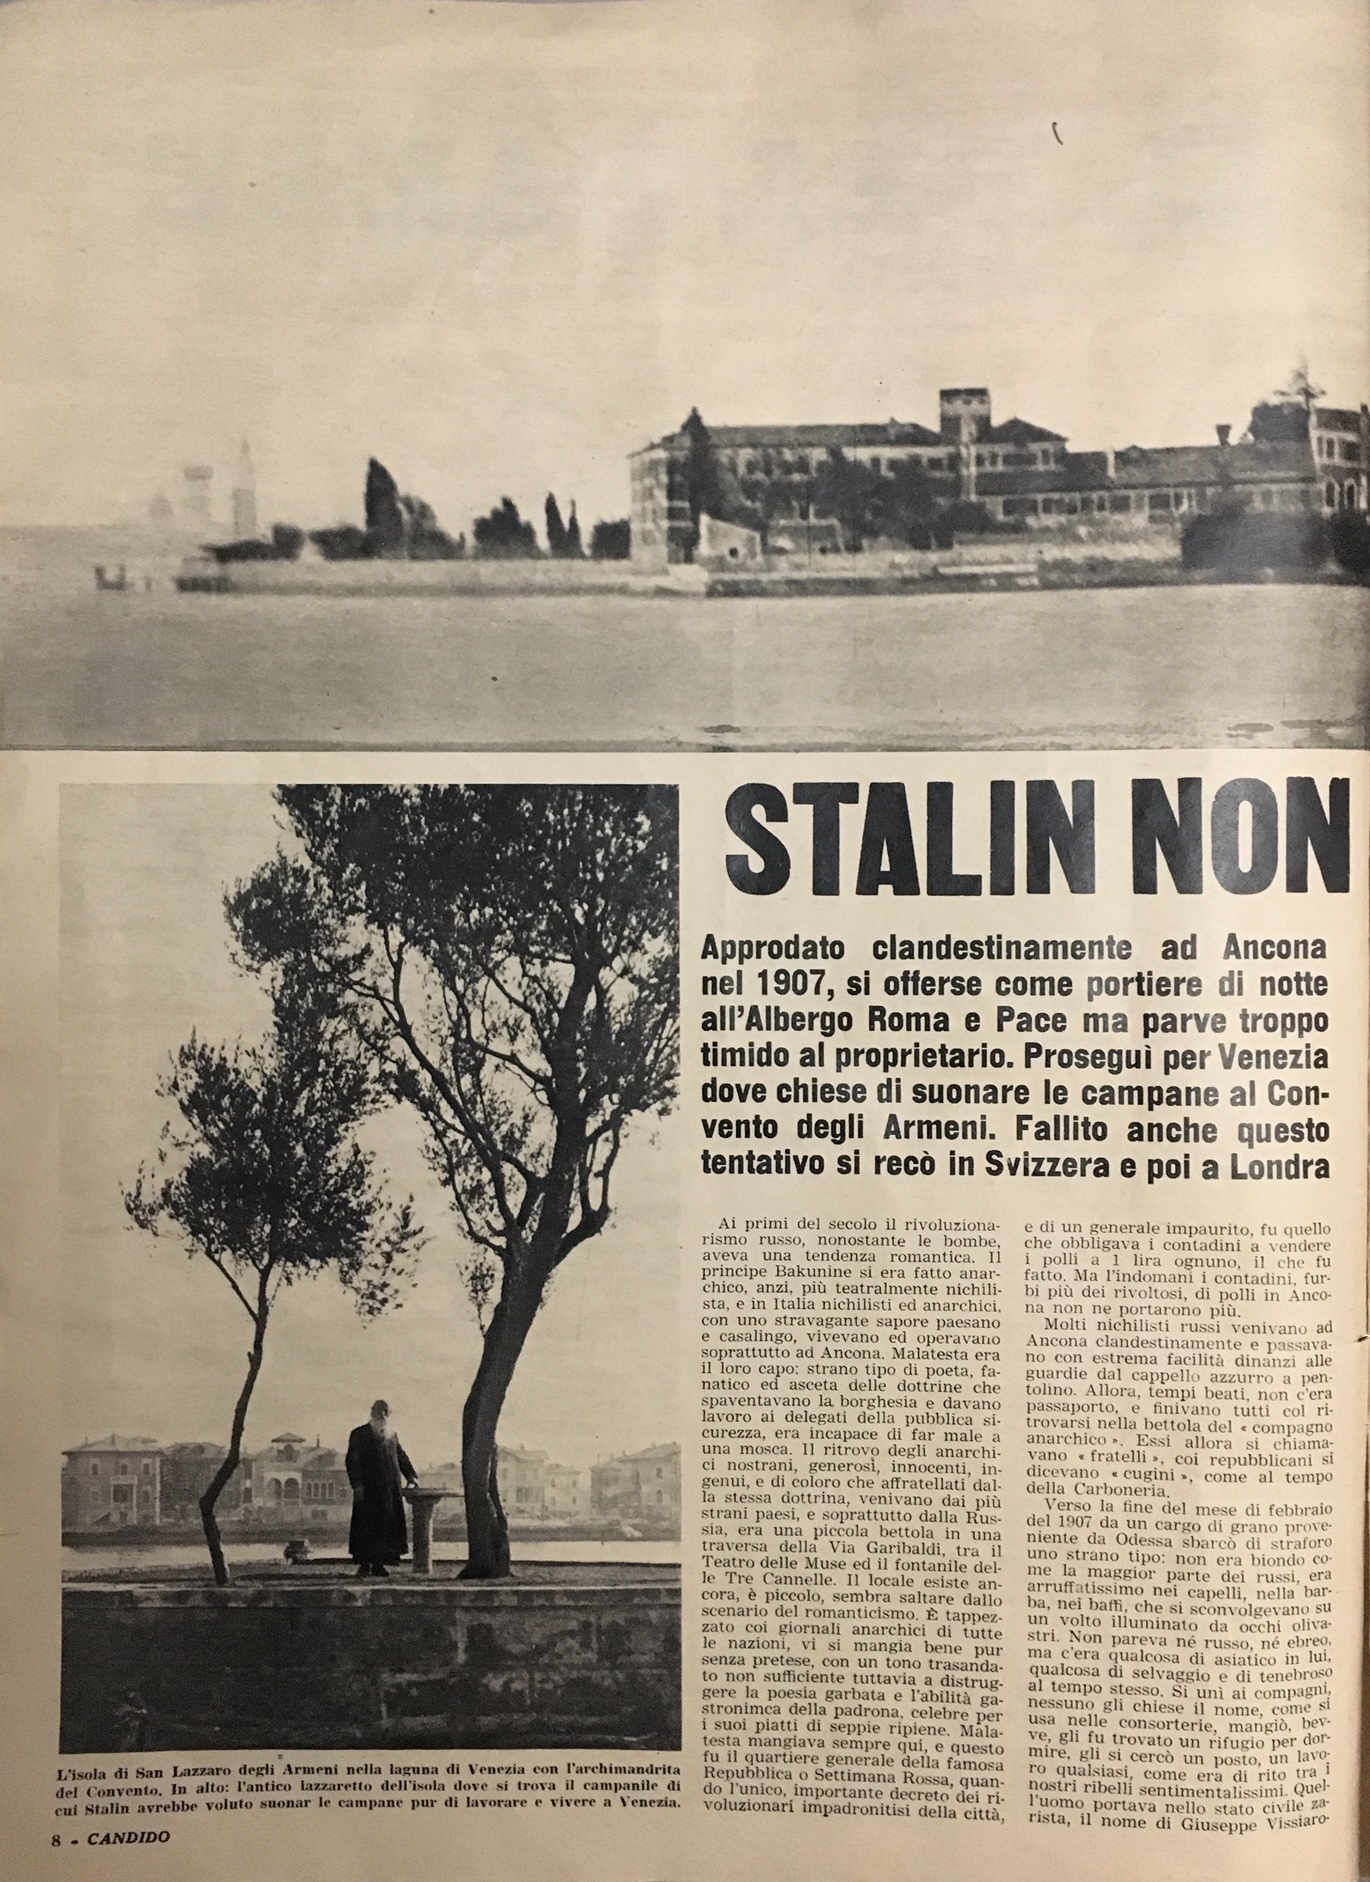 STALIN NON
Approdato clandestinamente ad Ancona
nel 1907, si offerse come portiere di notte
all'Albergo Roma e Pace ma parve troppo
timido al proprietario. Proseguì per Venezia
dove chiese di suonare le campane al Con-
vento degli Armeni. Fallito anche questo
tentativo si recò in Svizzera e poi a Londra
Ai primi del secolo il rivoluziona-
rismo russo, nonostante le bombe,
aveva una tendenza romantica. Il
principe Bakunine si era fatto anar-
chico, anzi, più teatralmente nichili-
sta, e in Italia nichilisti ed anarchici,
con uno stravagante sapore paesano
e casalingo, vivevano ed operavano
soprattutto ad Ancona. Malatesta era
il loro capo: strano tipo di poeta, fa-
natico ed asceta delle dottrine che
spaventavano la borghesia e davano
lavoro ai delegati della pubblica si-
curezza, era incapace di far male a
una mosca. Il ritrovo degli anarchi-
ci nostrani, generosi, innocenti, in-
genui, e di coloro che affratellati dal-
la stessa dottrina, venivano dai più
strani paesi, e soprattutto dalla Rus-
sia, era una piccola bettola in una
traversa della Via Garibaldi, tra il
Teatro delle Muse ed il fontanile del-
le Tre Cannelle. Il locale esiste an-
cora, è piccolo, sembra saltare dallo
scenario del romanticismo. È tappez-
zato coi giornali anarchici di tutte
le nazioni, vi si mangia bene pur
senza pretese, con un tono trasanda-
to non sufficiente tuttavia a distrug-
gere la poesia garbata e l'abilità ga-
stronimca della padrona, celebre per
i suoi piatti di seppie ripiene. Mala-
testa mangiava sempre qui, e questo
fu il quartiere generale della famosa
Repubblica o Settimana Rossa, quan-
do l'unico, importante decreto dei ri-
voluzionari impadronitisi della città,
e di un generale impaurito, fu quello
che obbligava i contadini a vendere
i polli a 1 lira ognuno, il che fu
fatto. Ma l'indomani i contadini, fur-
bi più dei rivoltosi, di polli in Anco-
na non ne portarono più.
Molti nichilisti russi venivano ad
Ancona clandestinamente e passava-
no con estrema facilità dinanzi alle
guardie dal cappello azzurro a pen-
tolino. Allora, tempi beati, non c'era
passaporto, e finivano tutti col ri-
trovarsi nella bettola del « compagno
anarchico ». Essi allora si chiama-
vano « fratelli », coi repubblicani si
dicevano « cugini », come al tempo
della Carboneria.
Verso la fine del mese di febbraio
del 1907 da un cargo di grano prove-
niente da Odessa sbarcò di straforo
uno strano tipo: non era biondo co-
me la maggior parte dei russi, era
arruffatissimo nei capelli, nella bar-
ba, nei baffi, che si sconvolgevano su
un volto illuminato da occhi oliva-
stri. Non pareva né russo, né ebreo,
ma c'era qualcosa di asiatico in lui,
qualcosa di selvaggio e di tenebroso
al tempo stesso. Si unì ai compagni,
nessuno gli chiese il nome, come si
usa nelle consorterie, mangiò, bev-
ve, gli fu trovato un rifugio per dor-
mire, gli si cercò un posto, un lavo-
ro qualsiasi, come era di rito tra i
nostri ribelli sentimentalissimi. Quel-
l'uomo portava nello stato civile za-
rista, il nome di Giuseppe Vissiaro-
L'isola di San Lazzaro degli Armeni nella laguna di Venezia con l'archimandrita
del Convento. In alto: l'antico lazzaretto dell'isola dove si trova il campanile di
cui Stalin avrebbe voluto suonar le campane pur di lavorare e vivere a Venezia.
8 - CANDIDO